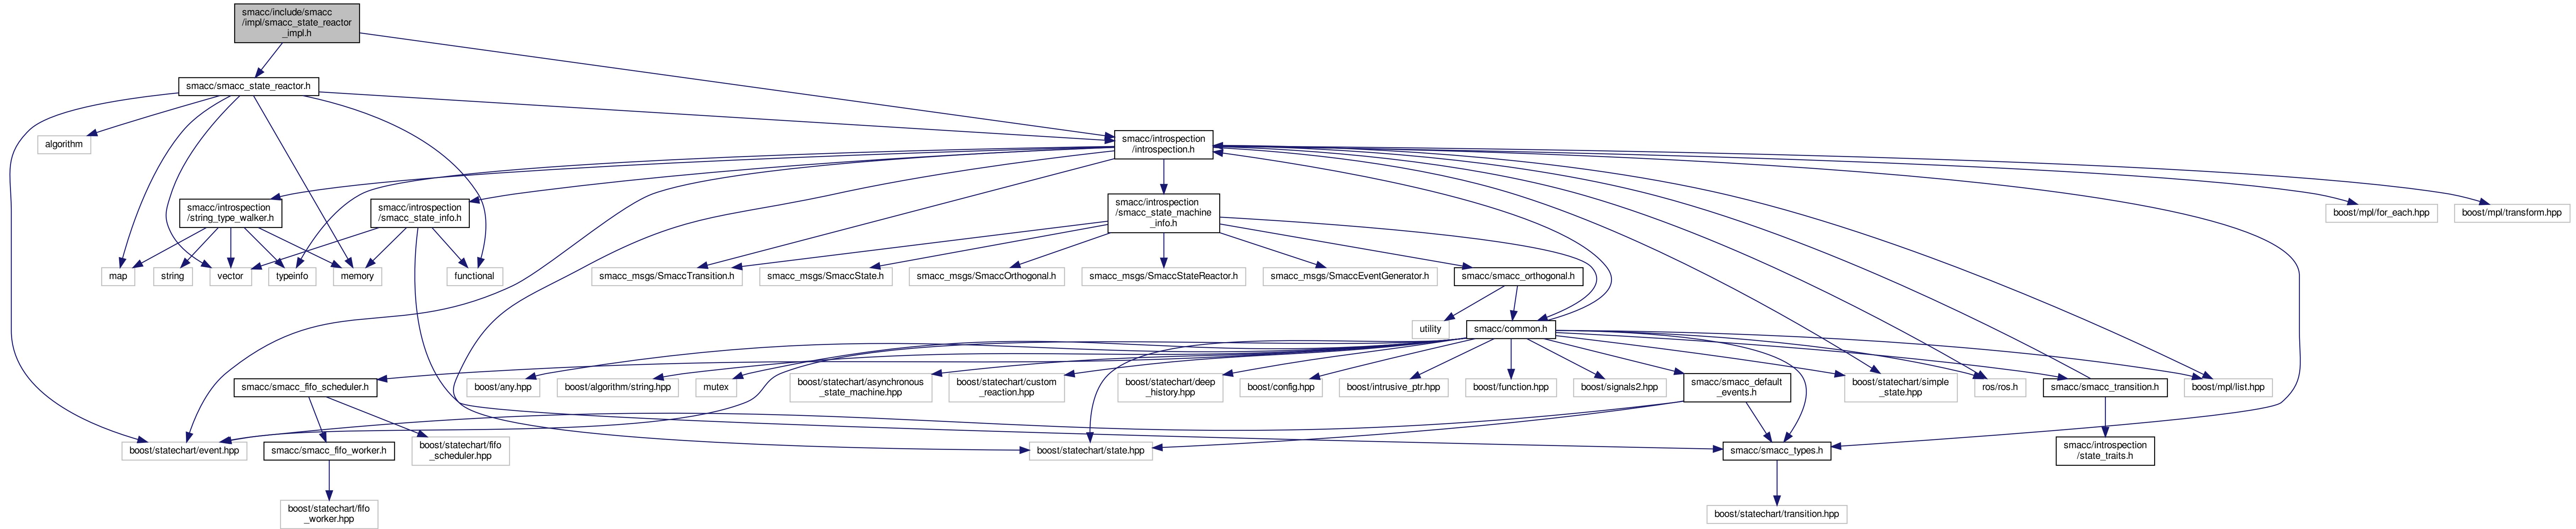 smacc/include/smacc
/impl/smacc_state_reactor
_impl.h
smacc/smacc_state_reactor.h
algorithm
smacc/introspection
/introspection.h
smacc/introspection
/string_type_walker.h
smacc/introspection
/smacc_state_info.h
smacc/introspection
/smacc_state_machine
_info.h
boost/mpl/for_each.hpp
boost/mpl/transform.hpp
map
string
vector
typeinfo
memory
functional
smacc_msgs/SmaccTransition.h
smacc_msgs/SmaccState.h
smacc_msgs/SmaccOrthogonal.h
smacc_msgs/SmaccStateReactor.h
smacc_msgs/SmaccEventGenerator.h
smacc/smacc_orthogonal.h
utility
smacc/common.h
smacc/smacc_fifo_scheduler.h
boost/any.hpp
boost/algorithm/string.hpp
mutex
boost/statechart/asynchronous
_state_machine.hpp
boost/statechart/custom
_reaction.hpp
boost/statechart/deep
_history.hpp
boost/config.hpp
boost/intrusive_ptr.hpp
boost/function.hpp
boost/signals2.hpp
smacc/smacc_default
_events.h
boost/statechart/simple
_state.hpp
ros/ros.h
smacc/smacc_transition.h
boost/mpl/list.hpp
boost/statechart/event.hpp
smacc/smacc_fifo_worker.h
boost/statechart/fifo
_scheduler.hpp
boost/statechart/state.hpp
smacc/smacc_types.h
smacc/introspection
/state_traits.h
boost/statechart/fifo
_worker.hpp
boost/statechart/transition.hpp